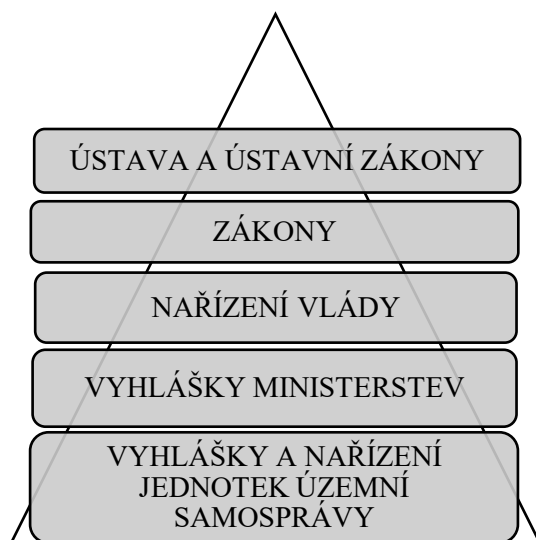 ÚSTAVA A ÚSTAVNÍ ZÁKONY
ZÁKONY
NAŘÍZENÍ VLÁDY
VYHLÁŠKY MINISTERSTEV
VYHLÁŠKY A NAŘÍZENÍ
JEDNOTEK ÚZEMNÍ
SAMOSPRÁVY